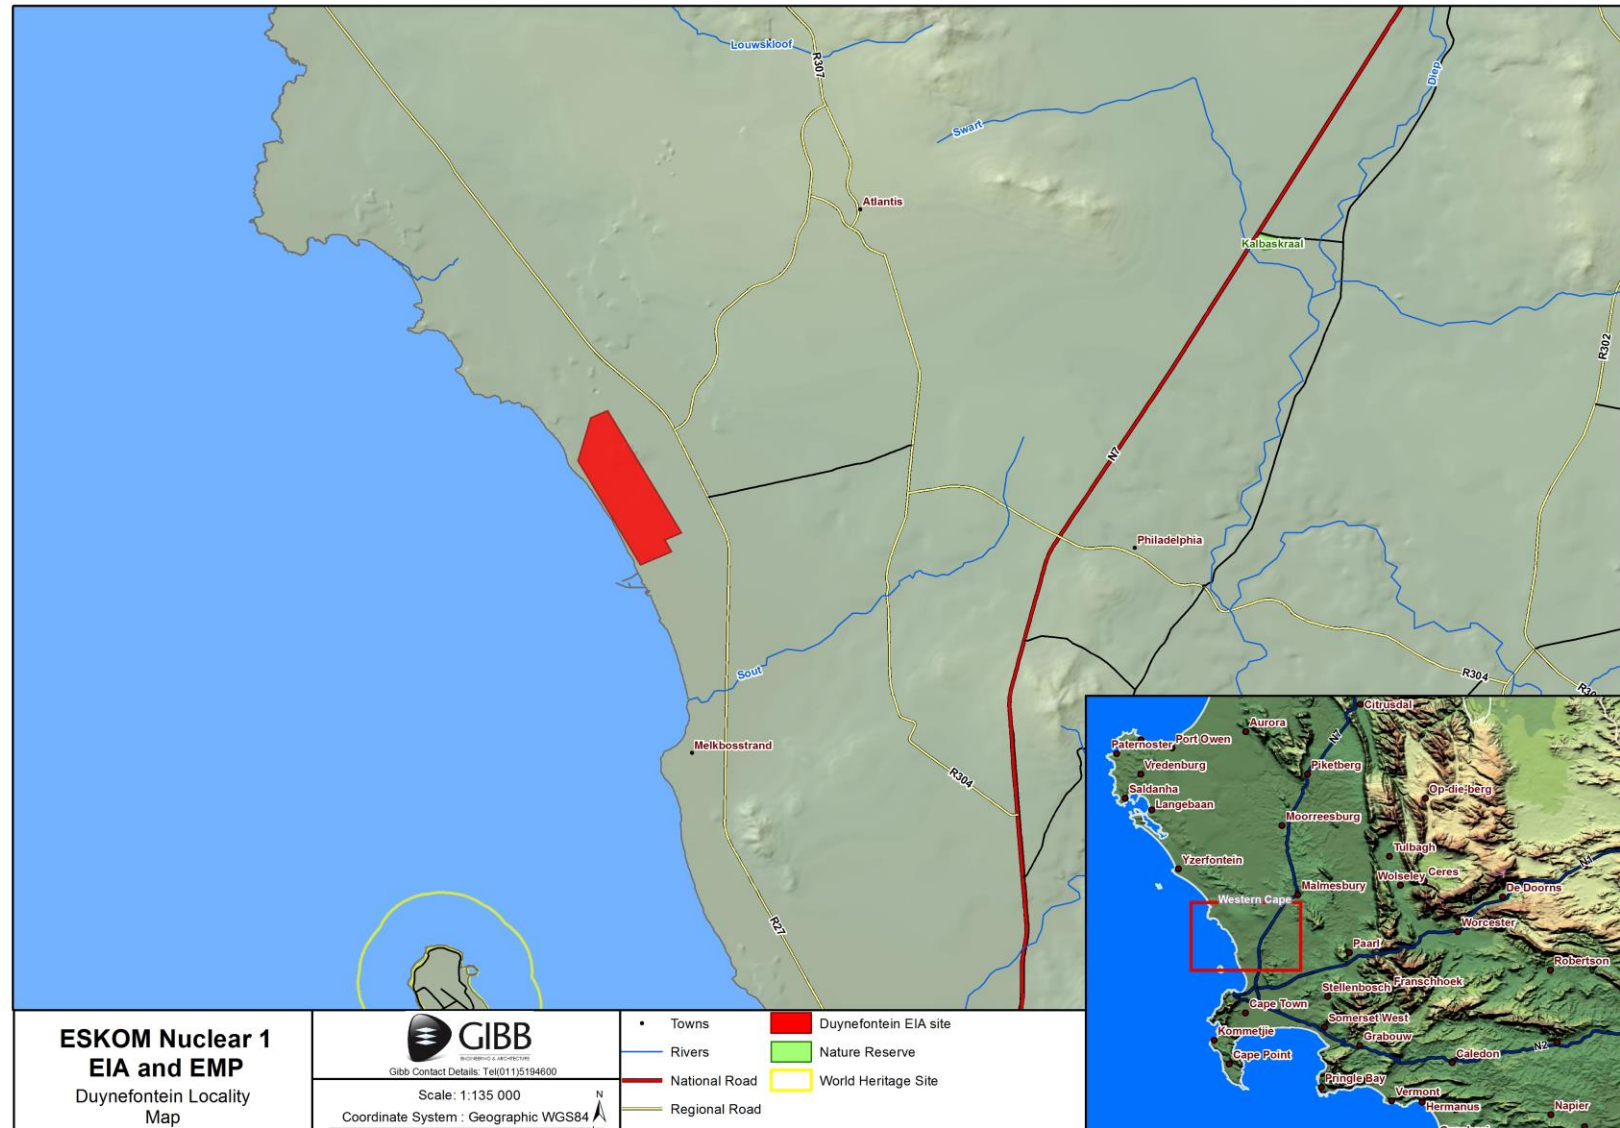 Louwskloof
R307
Diep
Swart
Atlantis
Kalbaskraal
R302
N7
Philadelphia
Sout
R304
Melkbosstrand
R304
R27
Citrusdal
Aurora
N7
Port Owen
Paternoster
Vredenburg
Piketberg
Saldanha
Langebaan
Op-die-berg
Moorreesburg
Tulbagh
Yzerfontein
Wolseley
Ceres
N1
Malmesbury
De Doorns
Western Cape
Worcester
Paarl
Robertson
Franschhoek
Stellenbosch
Cape Town
Somerset West
Kommetjie
Grabouw
N2
Cape Point
Caledon
Pringle Bay
Vermont
Hermanus
Napier
ESKOM Nuclear 1
EIA and EMP
Duynefontein Locality
Map
GIBB
ENGINEERING & ARCHITECTURE
Gibb Contact Details: Tel(011)5194600
Scale: 1:135 000
Coordinate System : Geographic WGS84
N
Towns
Rivers
National Road
Regional Road
Duynefontein EIA site
Nature Reserve
World Heritage Site